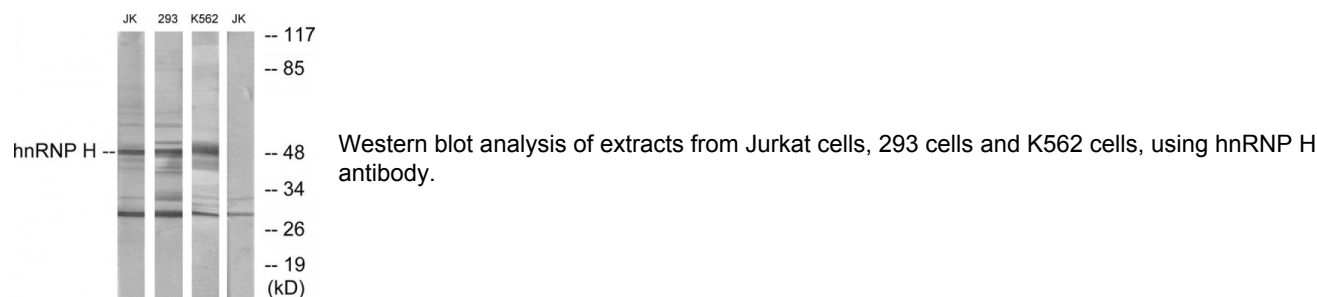 JK 293 K562 JK
-- 117
-- 85
hnRNP H --
-- 48
-- 34
-- 26
-- 19
(kD)
Western blot analysis of extracts from Jurkat cells, 293 cells and K562 cells, using hnRNP H
antibody.